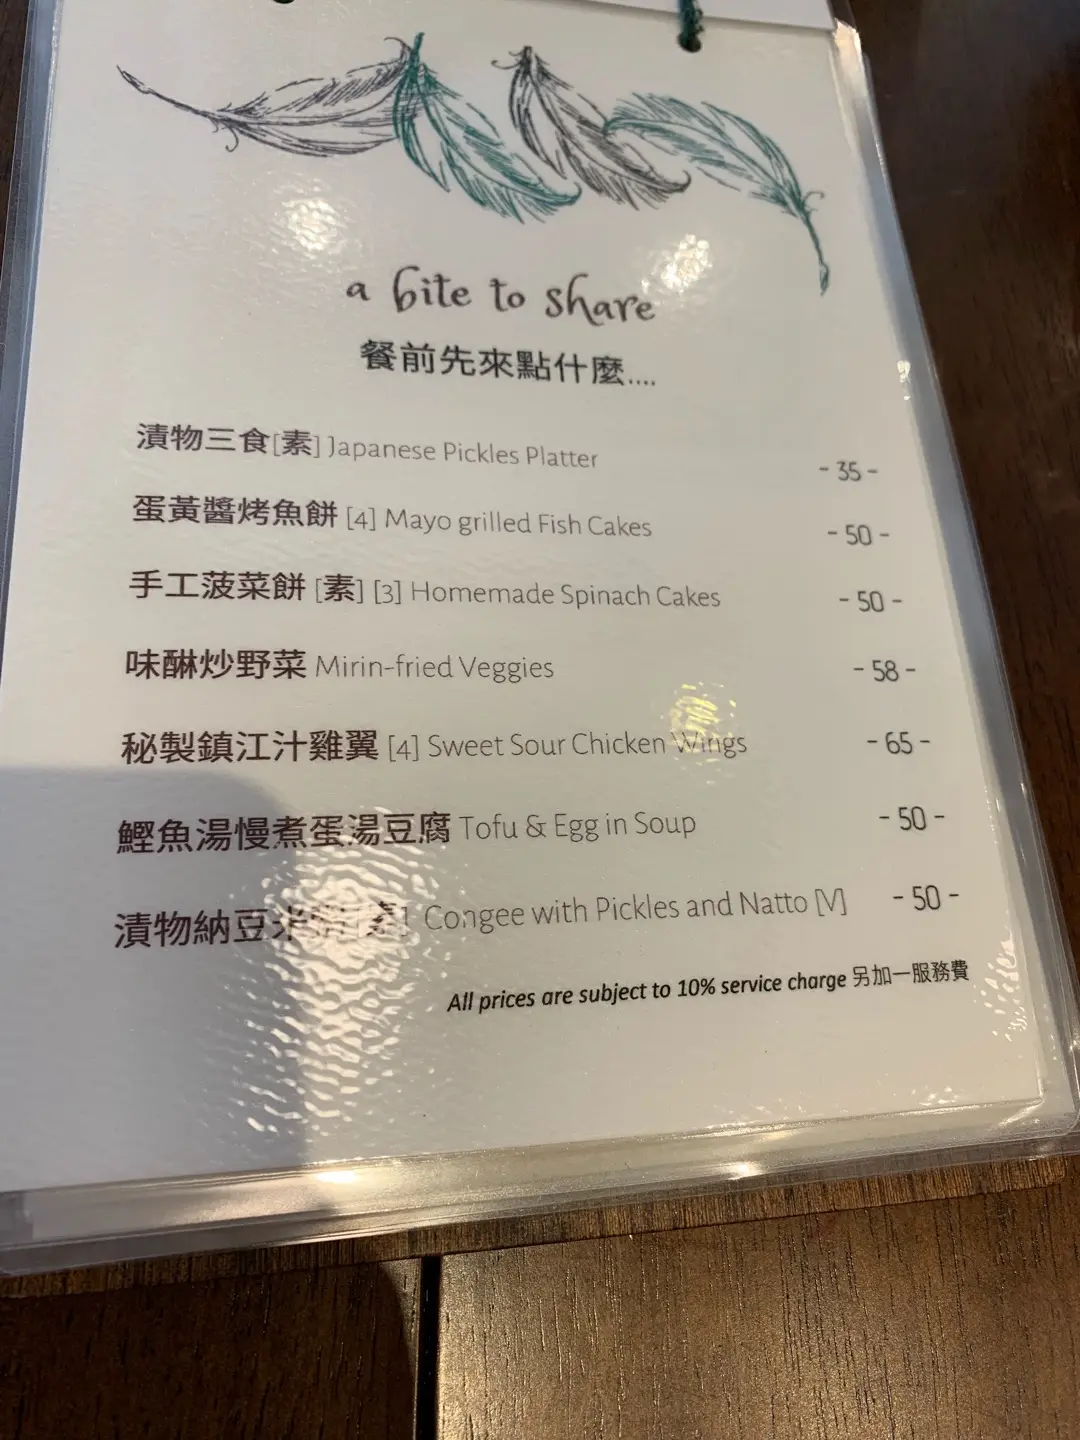 a bite to share
餐前先來點什麼....
漬物三食[素] Japanese Pickles Platter - 35 -
蛋黃醬烤魚餅 [4] Mayo grilled Fish Cakes - 50 -
手工菠菜餅 [素] [3] Homemade Spinach Cakes - 50 -
味醂炒野菜 Mirin-fried Veggies - 58 -
秘製鎮江汁雞翼 [4] Sweet Sour Chicken Wings - 65 -
鰹魚湯慢煮蛋湯豆腐 Tofu & Egg in Soup - 50 -
漬物納豆米粥[素] Congee with Pickles and Natto [V] - 50 -
All prices are subject to 10% service charge 另加一服務費